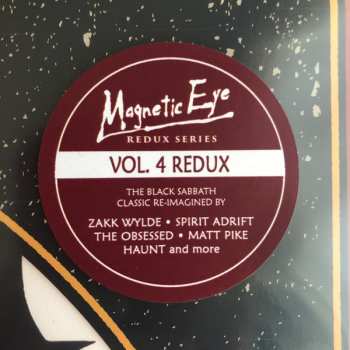 Magnetic Eye
REDUX SERIES
VOL. 4 REDUX
THE BLACK SABBATH
CLASSIC RE-IMAGINED BY
ZAKK WYLDE • SPIRIT ADRIFT
THE OBSESSED • MATT PIKE
HAUNT and more